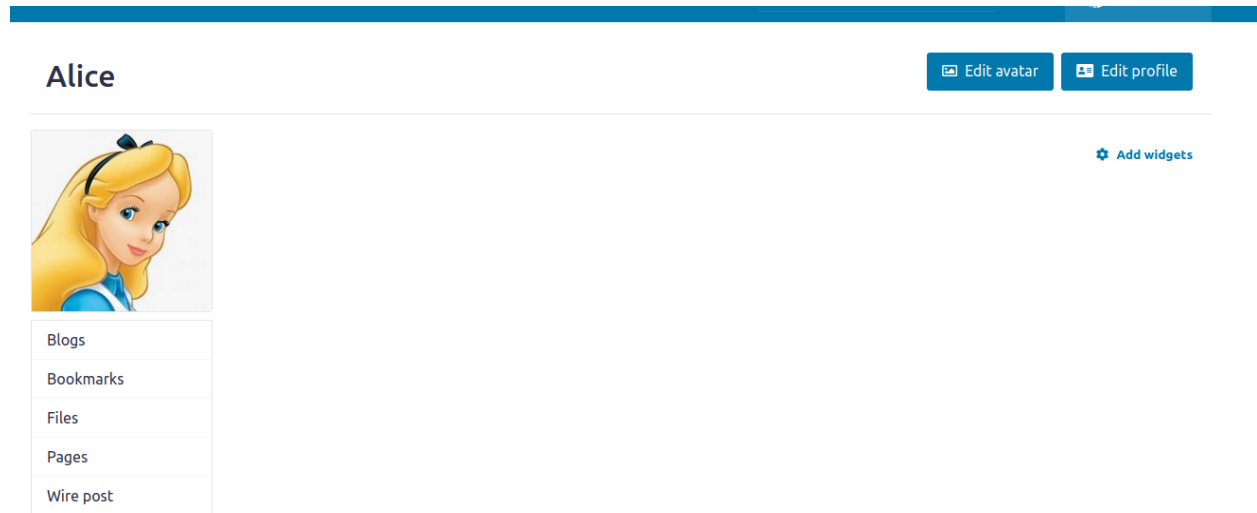 Alice
Edit avatar
Edit profile
Add widgets
Blogs
Bookmarks
Files
Pages
Wire post